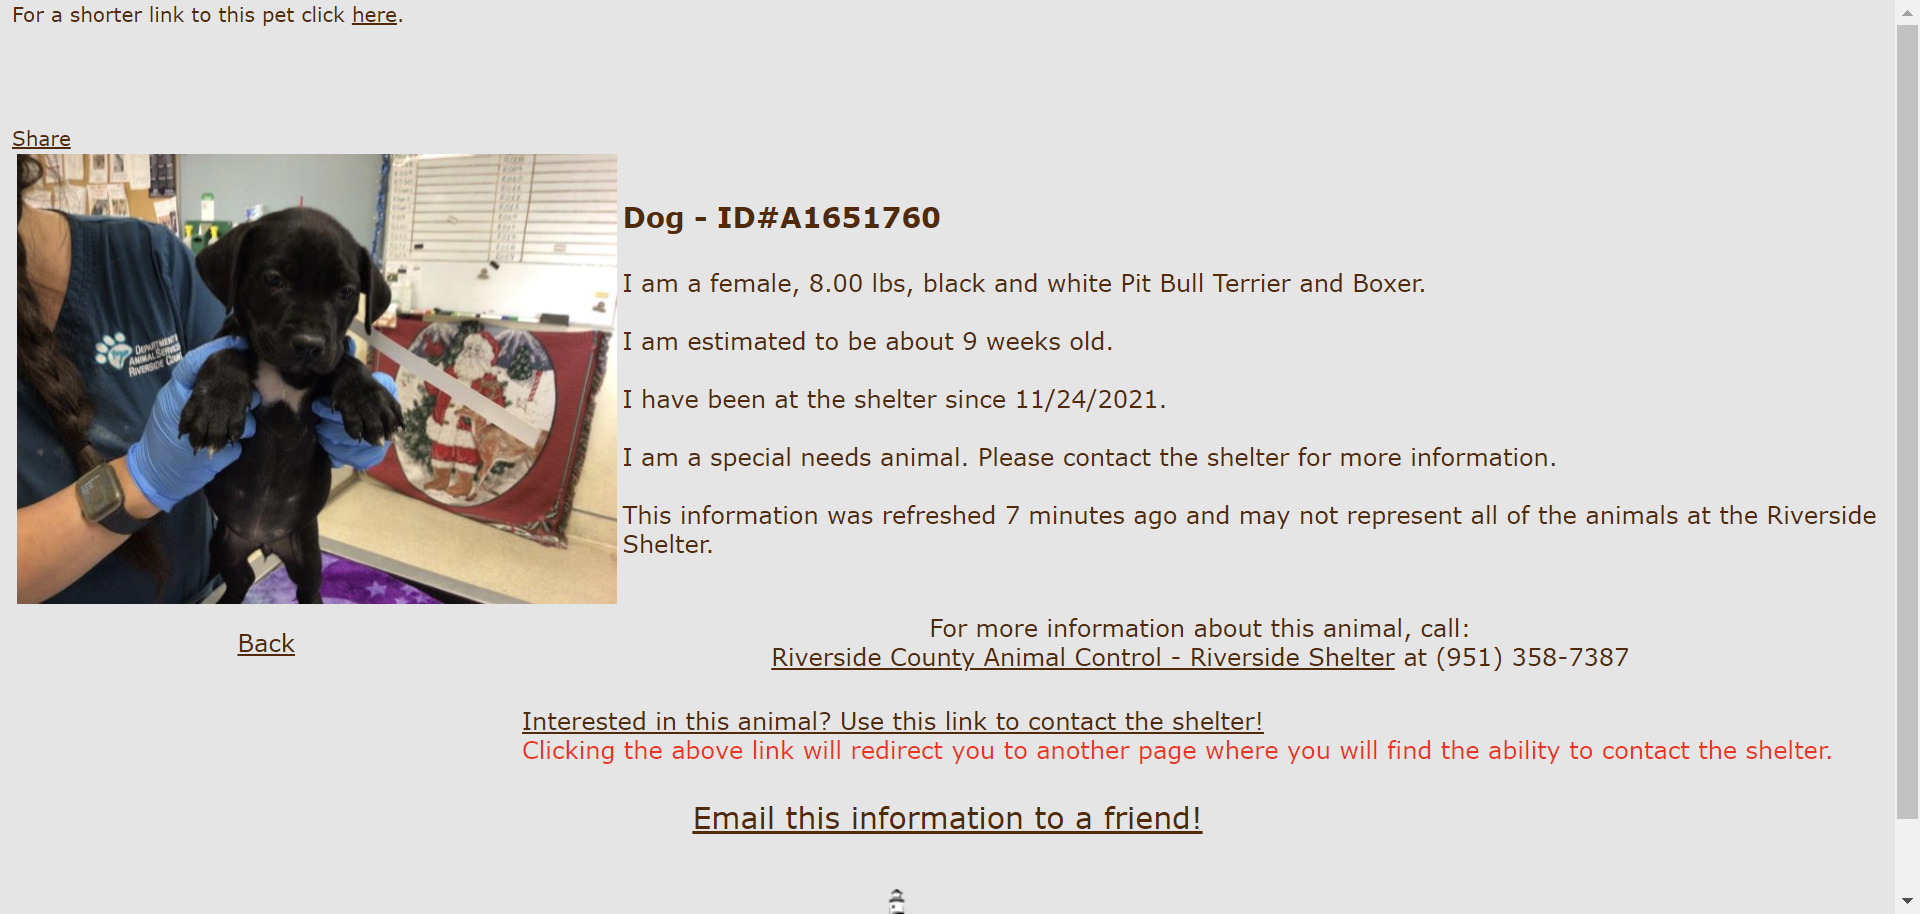 For a shorter link to this pet click here.
Share
DEPARTMENT
ANIMAL SERVIC
RIVERSIDE COUN
Dog - ID#A1651760
I am a female, 8.00 lbs, black and white Pit Bull Terrier and Boxer.
I am estimated to be about 9 weeks old.
I have been at the shelter since 11/24/2021.
I am a special needs animal. Please contact the shelter for more information.
This information was refreshed 7 minutes ago and may not represent all of the animals at the Riverside
Shelter.
Back
For more information about this animal, call:
Riverside County Animal Control - Riverside Shelter at (951) 358-7387
Interested in this animal? Use this link to contact the shelter!
Clicking the above link will redirect you to another page where you will find the ability to contact the shelter.
Email this information to a friend!